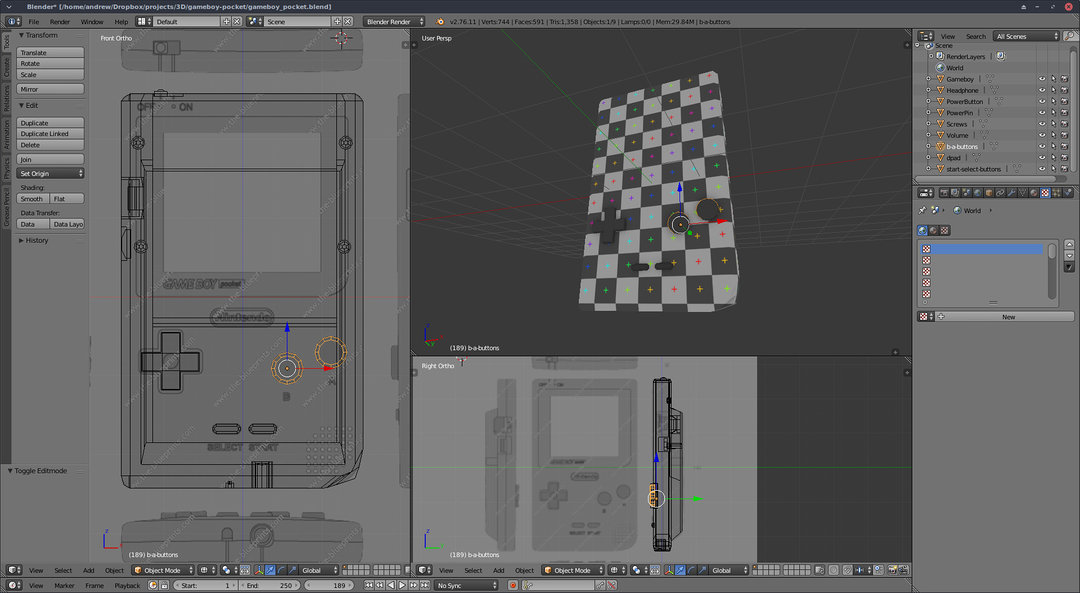 Blender* [/home/andrew/Dropbox/projects/3D/gameboy-pocket/gameboy_pocket.blend]
File Render Window Help Default Scene Blender Render v2.76.11 | Verts:744 | Faces:591 | Tris:1,358 | Objects:1/9 | Lamps:0/0 | Mem:29.84M | b-a-buttons
Tools
Create
Relations
Animation
Physics
Grease Pencil
Transform
Translate
Rotate
Scale
Mirror
Edit
Duplicate
Duplicate Linked
Delete
Join
Set Origin
Shading:
Smooth Flat
Data Transfer:
Data Data Layo
History
Toggle Editmode
Front Ortho
OFF ON
GAME BOY pocket
Nintendo
A
B
SELECT START
(189) b-a-buttons
User Persp
(189) b-a-buttons
Right Ortho
(189) b-a-buttons
View Search All Scenes
Scene
RenderLayers
World
Gameboy
Headphone
PowerButton
PowerPin
Screws
Volume
b-a-buttons
dpad
start-select-buttons
World
New
View Select Add Object Object Mode Global
View Select Add Object Object Mode Global
View Marker Frame Playback Start: 1 End: 250 189 No Sync